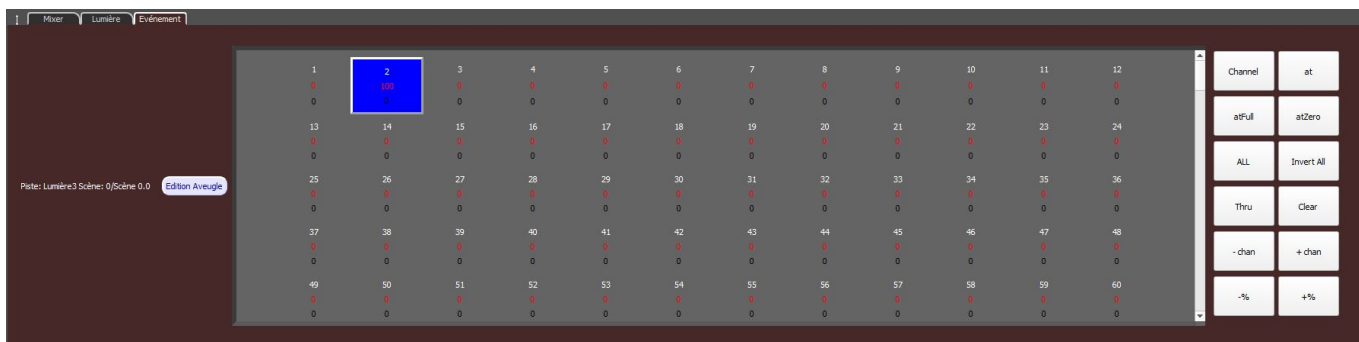 Mixer Lumière Evénement
1 2 3 4 5 6 7 8 9 10 11 12
0 100 0 0 0 0 0 0 0 0 0 0
0 0 0 0 0 0 0 0 0 0 0 0
13 14 15 16 17 18 19 20 21 22 23 24
0 0 0 0 0 0 0 0 0 0 0 0
0 0 0 0 0 0 0 0 0 0 0 0
25 26 27 28 29 30 31 32 33 34 35 36
0 0 0 0 0 0 0 0 0 0 0 0
0 0 0 0 0 0 0 0 0 0 0 0
37 38 39 40 41 42 43 44 45 46 47 48
0 0 0 0 0 0 0 0 0 0 0 0
0 0 0 0 0 0 0 0 0 0 0 0
49 50 51 52 53 54 55 56 57 58 59 60
0 0 0 0 0 0 0 0 0 0 0 0
0 0 0 0 0 0 0 0 0 0 0 0
Piste: Lumière3 Scène: 0/Scène 0.0 Edition Aveugle
Channel at
atFull atZero
ALL Invert All
Thru Clear
- chan + chan
-% +%